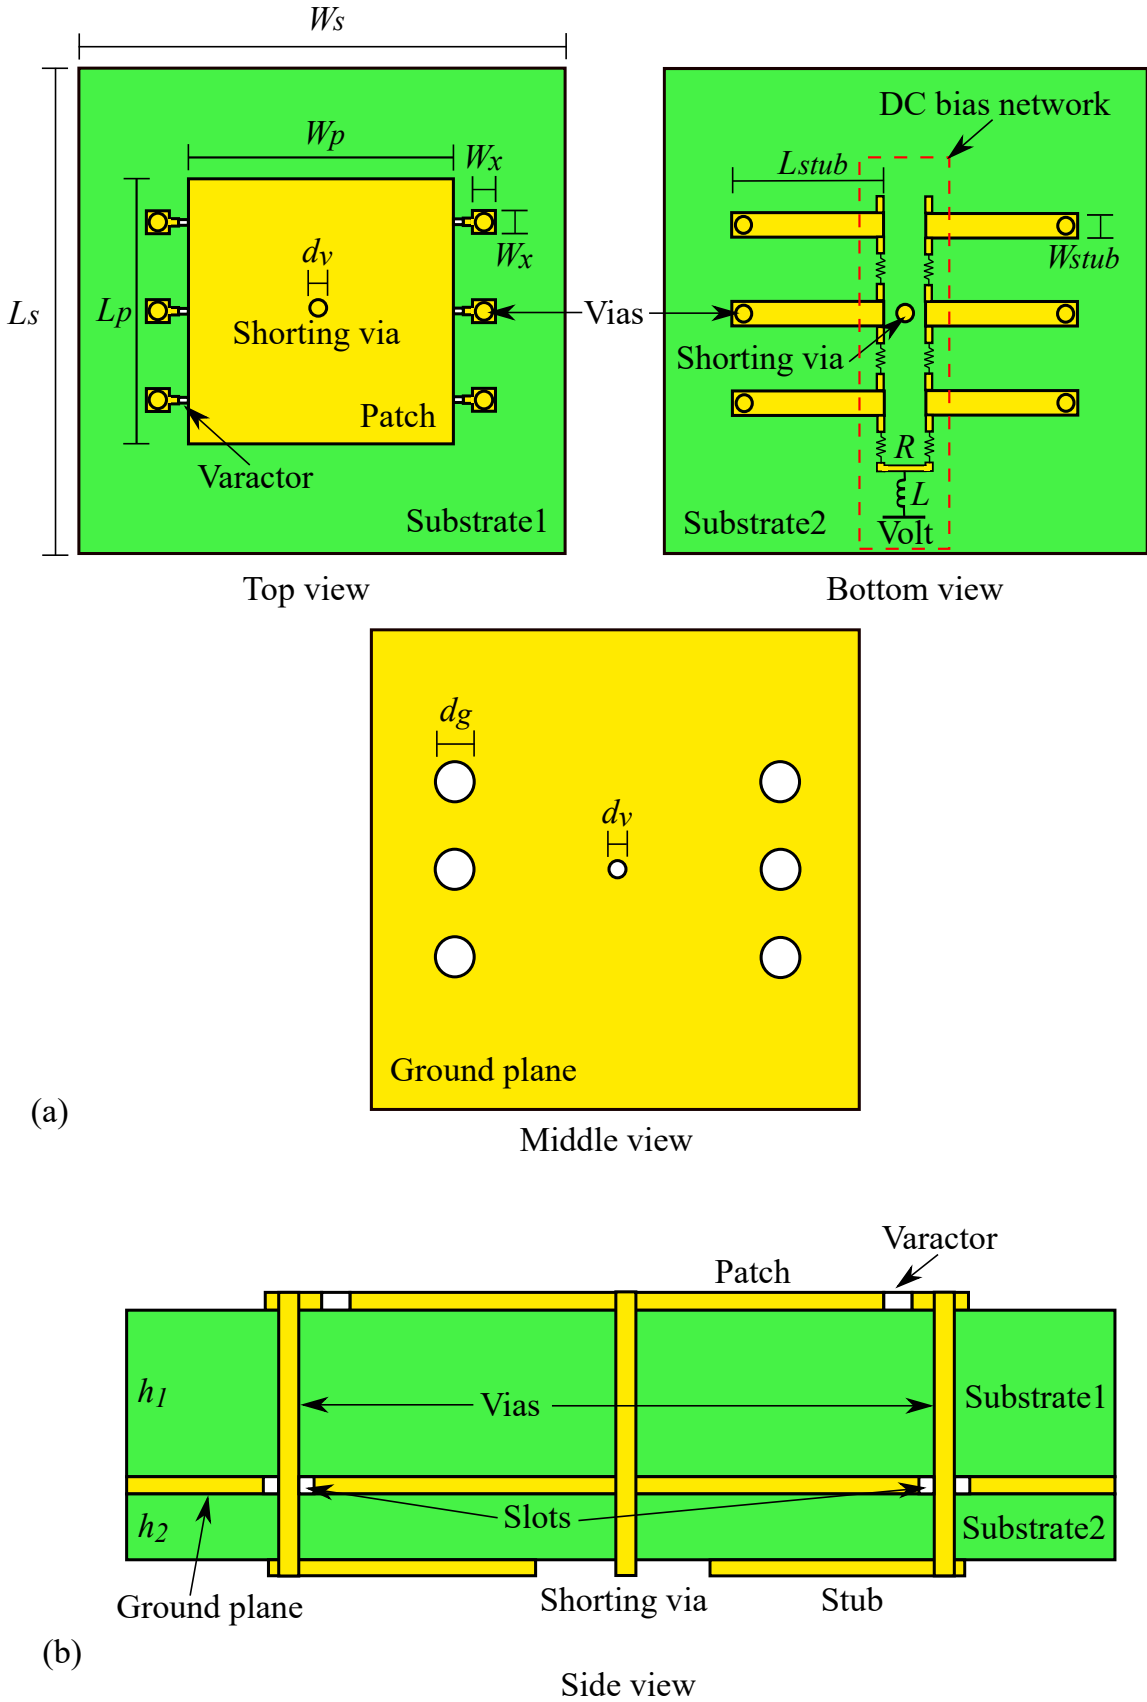 Ws
Wp
Wx
Ls
Lp
dv
Wx
Shorting via
Patch
Varactor
Substrate1
Top view
DC bias network
Lstub
Wstub
Vias
Shorting via
R
L
Volt
Substrate2
Bottom view
dg
dv
Ground plane
(a)
Middle view
Varactor
Patch
h1
Vias
Substrate1
h2
Slots
Substrate2
Ground plane
Shorting via
Stub
(b)
Side view